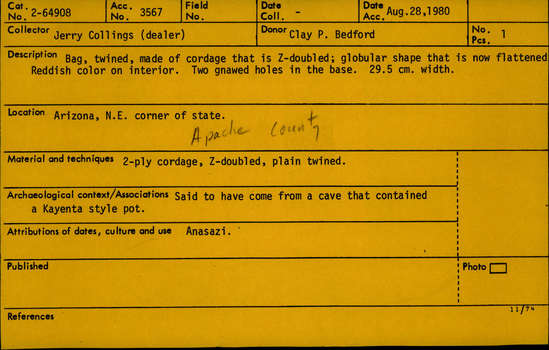 Cat. No. 2-64908 Acc. No. 3567 Field No. Date Coll. - Date Acc. Aug.28,1980
Collector Jerry Collings (dealer) Donor Clay P. Bedford No. Pcs. 1
Description Bag, twined, made of cordage that is Z-doubled; globular shape that is now flattened
Reddish color on interior. Two gnawed holes in the base. 29.5 cm. width.
Location Arizona, N.E. corner of state.
Apache County
Material and techniques 2-ply cordage, Z-doubled, plain twined.
Archaeological context/Associations Said to have come from a cave that contained
a Kayenta style pot.
Attributions of dates, culture and use Anasazi.
Published Photo
References 11/74